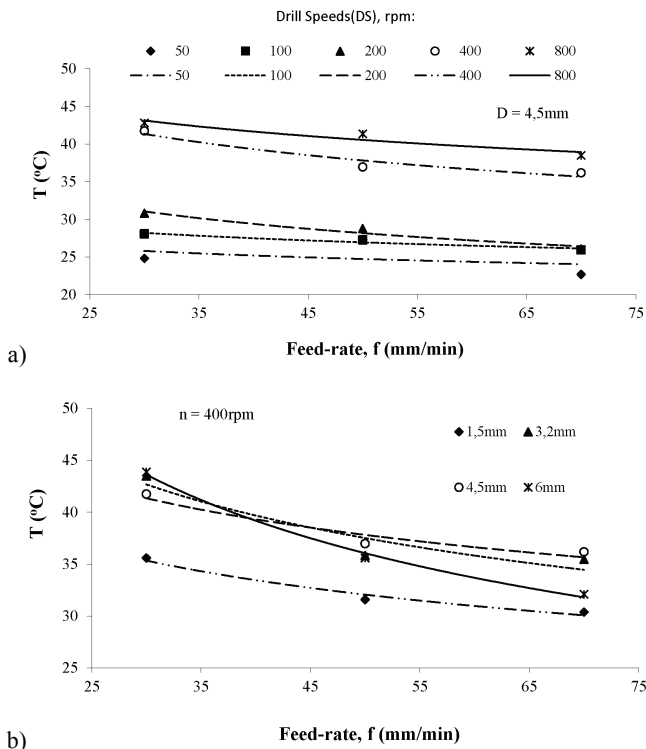 Drill Speeds(DS), rpm:
50 100 200 400 800
50 100 200 400 800
50
45
D = 4,5mm
40
35
30
25
20
T (°C)
25 35 45 55 65 75
Feed-rate, f (mm/min)
a)
50
n = 400rpm
1,5mm 3,2mm
45
4,5mm 6mm
40
35
30
25
T (°C)
25 35 45 55 65 75
Feed-rate, f (mm/min)
b)